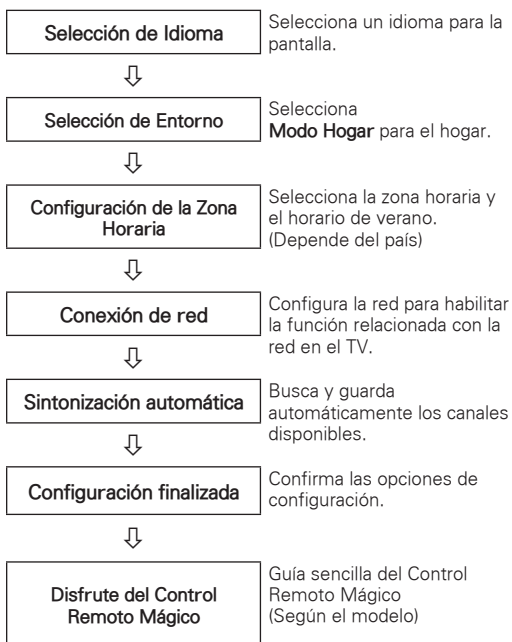 Selección de Idioma
Selecciona un idioma para la
pantalla.
Selección de Entorno
Selecciona
Modo Hogar para el hogar.
Configuración de la Zona
Horaria
Selecciona la zona horaria y
el horario de verano.
(Depende del país)
Conexión de red
Configura la red para habilitar
la función relacionada con la
red en el TV.
Sintonización automática
Busca y guarda
automáticamente los canales
disponibles.
Configuración finalizada
Confirma las opciones de
configuración.
Disfrute del Control
Remoto Mágico
Guía sencilla del Control
Remoto Mágico
(Según el modelo)